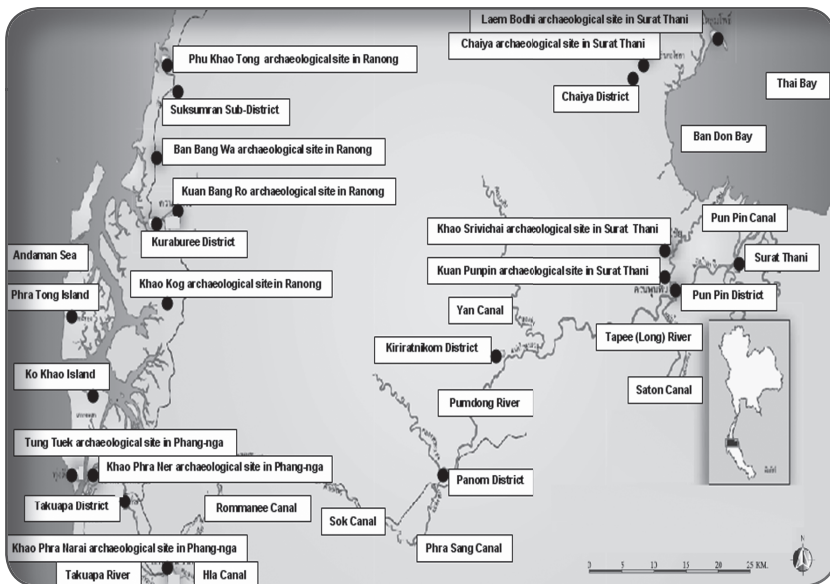 Laem Bodhi archaeological site in Surat Thani
Chaiya archaeological site in Surat Thani
Phu Khao Tong archaeological site in Ranong
Thai Bay
Chaiya District
Suksumran Sub-District
Ban Don Bay
Ban Bang Wa archaeological site in Ranong
Kuan Bang Ro archaeological site in Ranong
Pun Pin Canal
Khao Srivichai archaeological site in Surat Thani
Kuraburee District
Andaman Sea
Surat Thani
Kuan Punpin archaeological site in Surat Thani
Khao Kog archaeological site in Ranong
Phra Tong Island
Pun Pin District
Yan Canal
Tapee (Long) River
Kiriratnikom District
Ko Khao Island
Saton Canal
Pumdong River
Tung Tuek archaeological site in Phang-nga
Khao Phra Ner archaeological site in Phang-nga
Panom District
Takuapa District
Rommanee Canal
Sok Canal
Khao Phra Narai archaeological site in Phang-nga
Phra Sang Canal
N
Takuapa River
Hla Canal
0 5 10 13 20 25 KM.